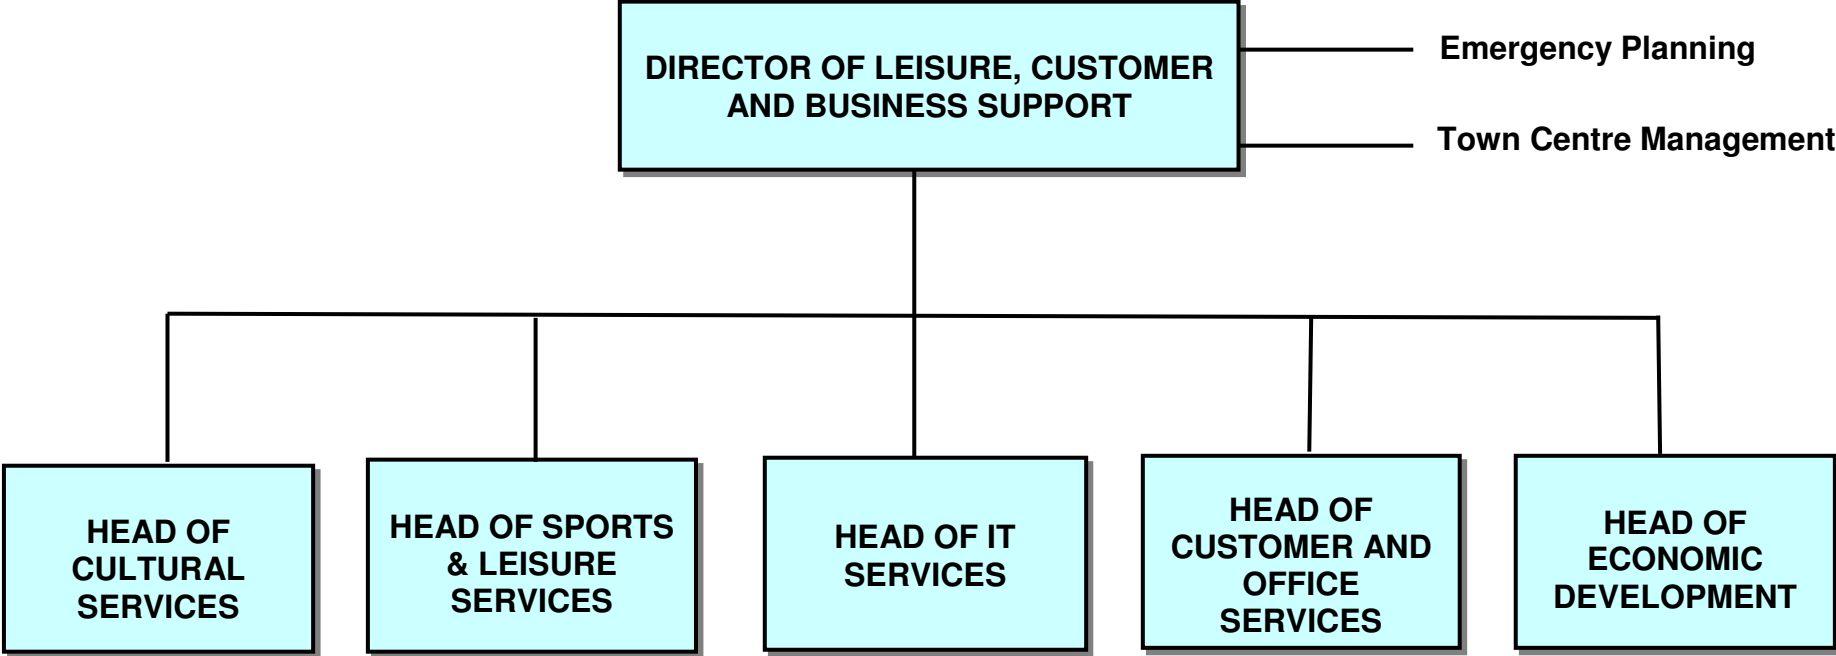 DIRECTOR OF LEISURE, CUSTOMER
AND BUSINESS SUPPORT
Emergency Planning
Town Centre Management
HEAD OF
CULTURAL
SERVICES
HEAD OF SPORTS
& LEISURE
SERVICES
HEAD OF IT
SERVICES
HEAD OF
CUSTOMER AND
OFFICE
SERVICES
HEAD OF
ECONOMIC
DEVELOPMENT